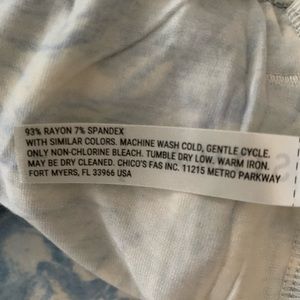 93% RAYON 7% SPANDEX
WITH SIMILAR COLORS. MACHINE WASH COLD, GENTLE CYCLE.
ONLY NON-CHLORINE BLEACH. TUMBLE DRY LOW. WARM IRON.
MAY BE DRY CLEANED. CHICO'S FAS INC. 11215 METRO PARKWAY
FORT MYERS, FL 33966 USA